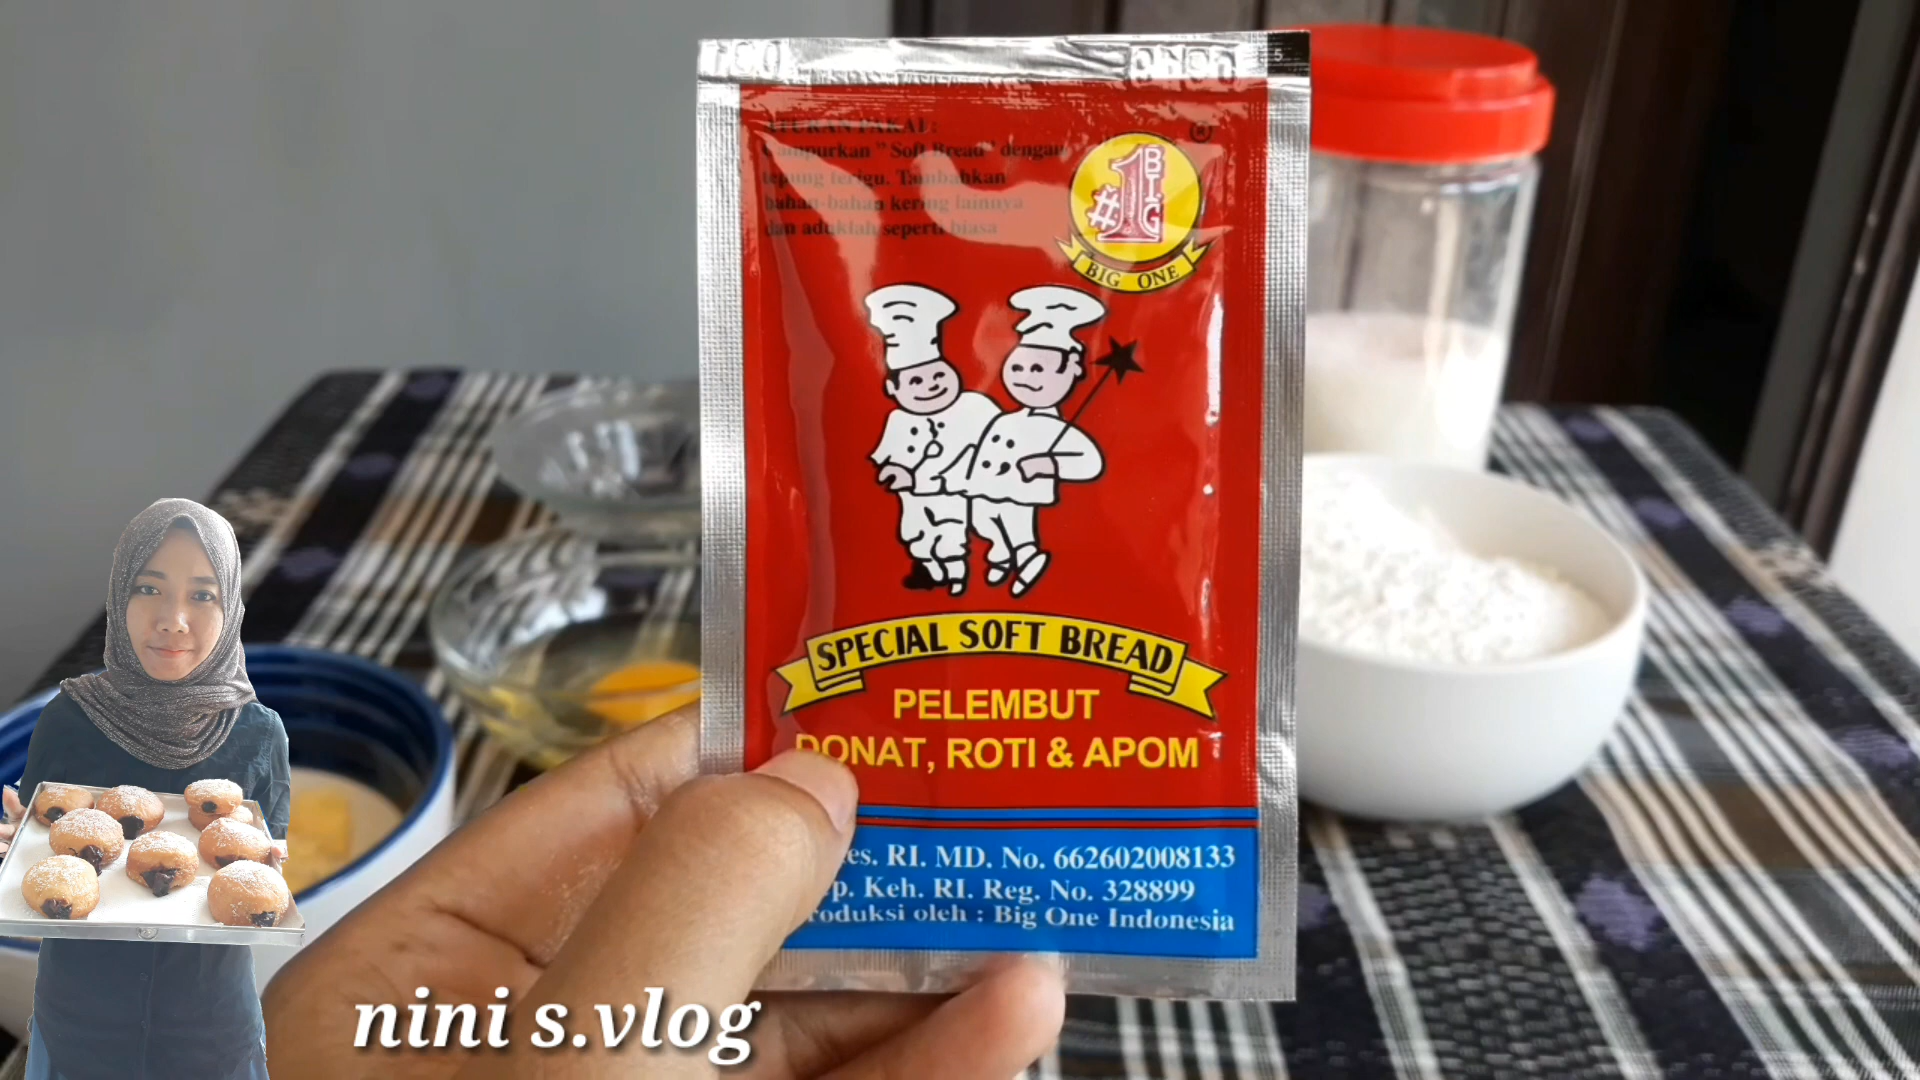 Campurkan " Soft Bread " dengan
tepung terigu. Tambahkan
bahan-bahan kering lainnya
dan aduklah seperti biasa
#1 BIG
BIG ONE
SPECIAL SOFT BREAD
PELEMBUT
DONAT, ROTI & APOM
RI. MD. No. 662602008133
Keh. RI. Reg. No. 328899
oleh : Big One Indonesia
nini s.vlog